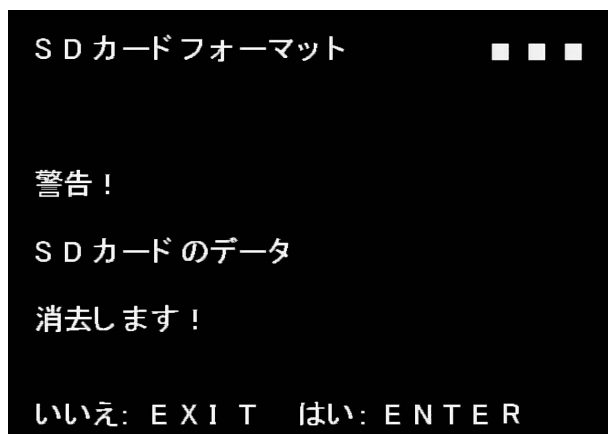 ＳＤカードフォーマット ■ ■ ■
警告！
ＳＤカードのデータ
消去します！
いいえ: ＥＸＩＴ はい: ＥＮＴＥＲ